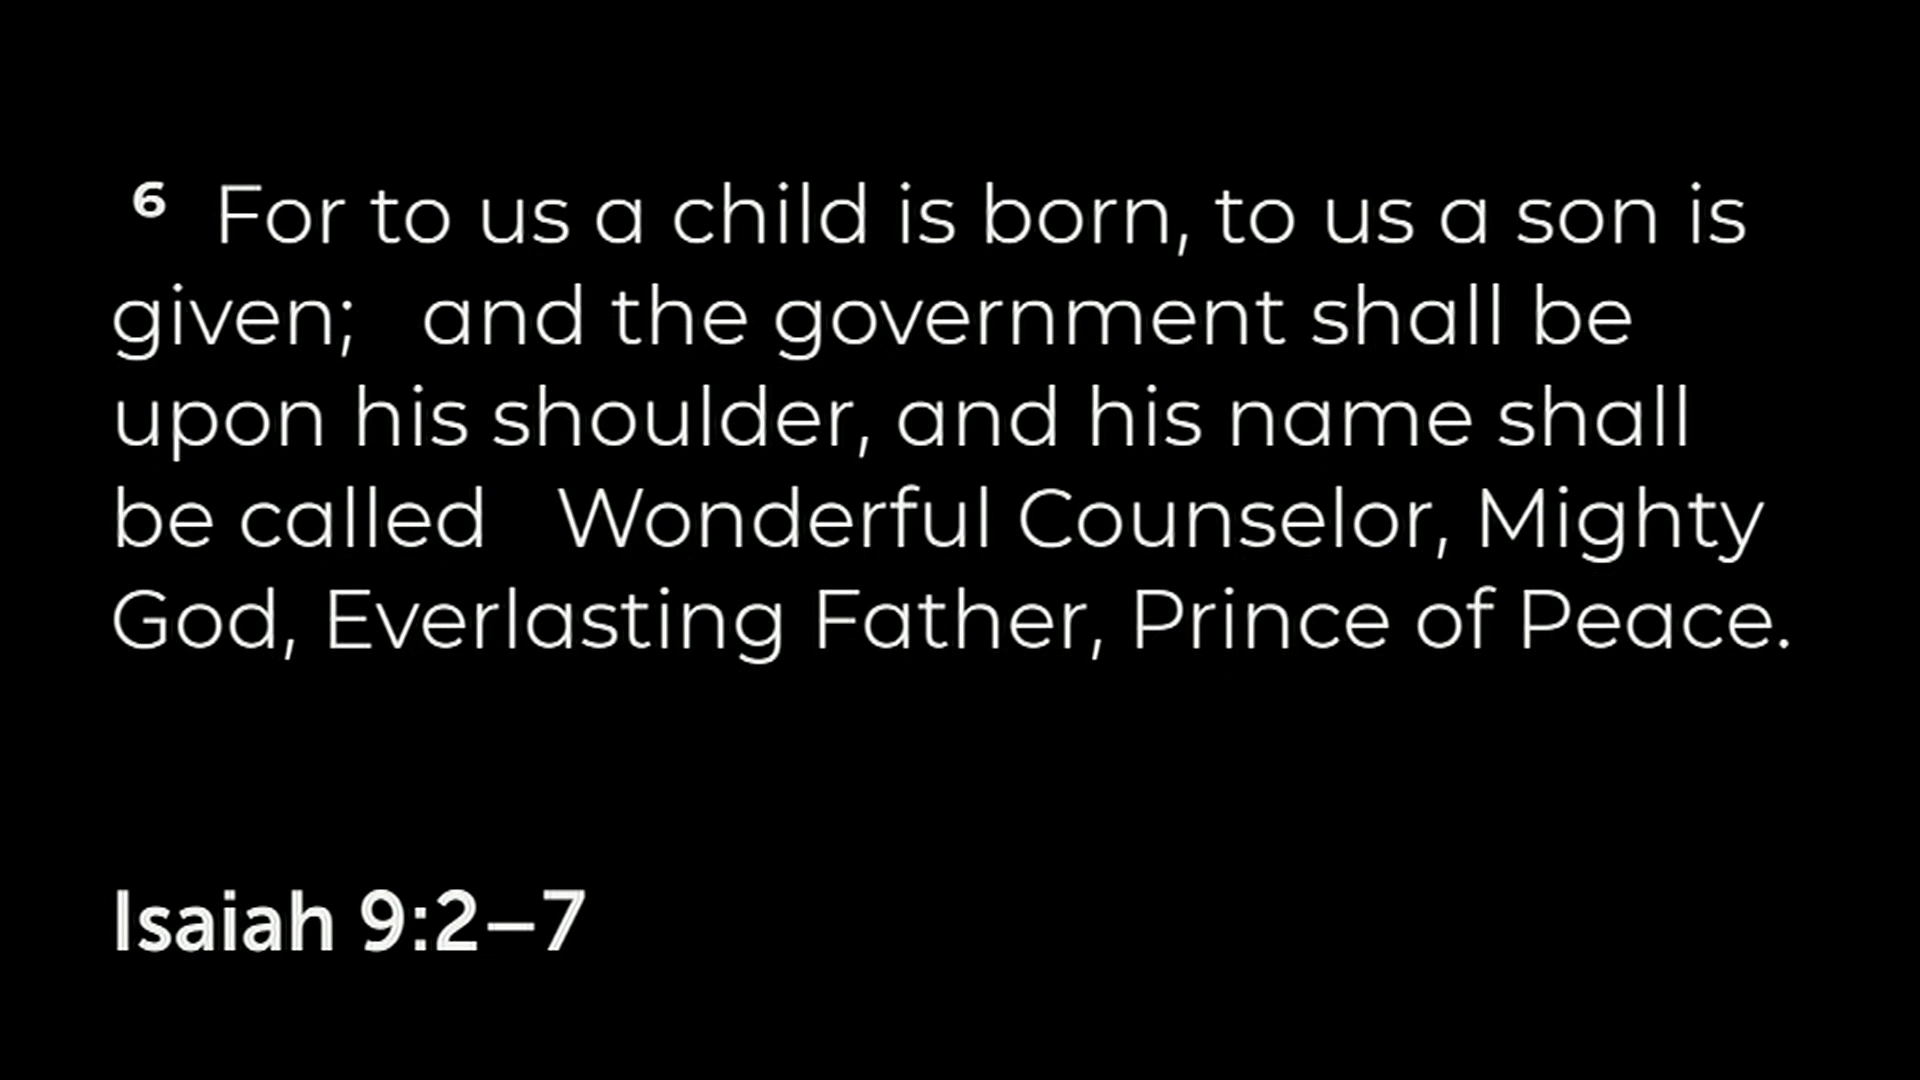 6 For to us a child is born, to us a son is
given; and the government shall be
upon his shoulder, and his name shall
be called Wonderful Counselor, Mighty
God, Everlasting Father, Prince of Peace.
Isaiah 9:2–7